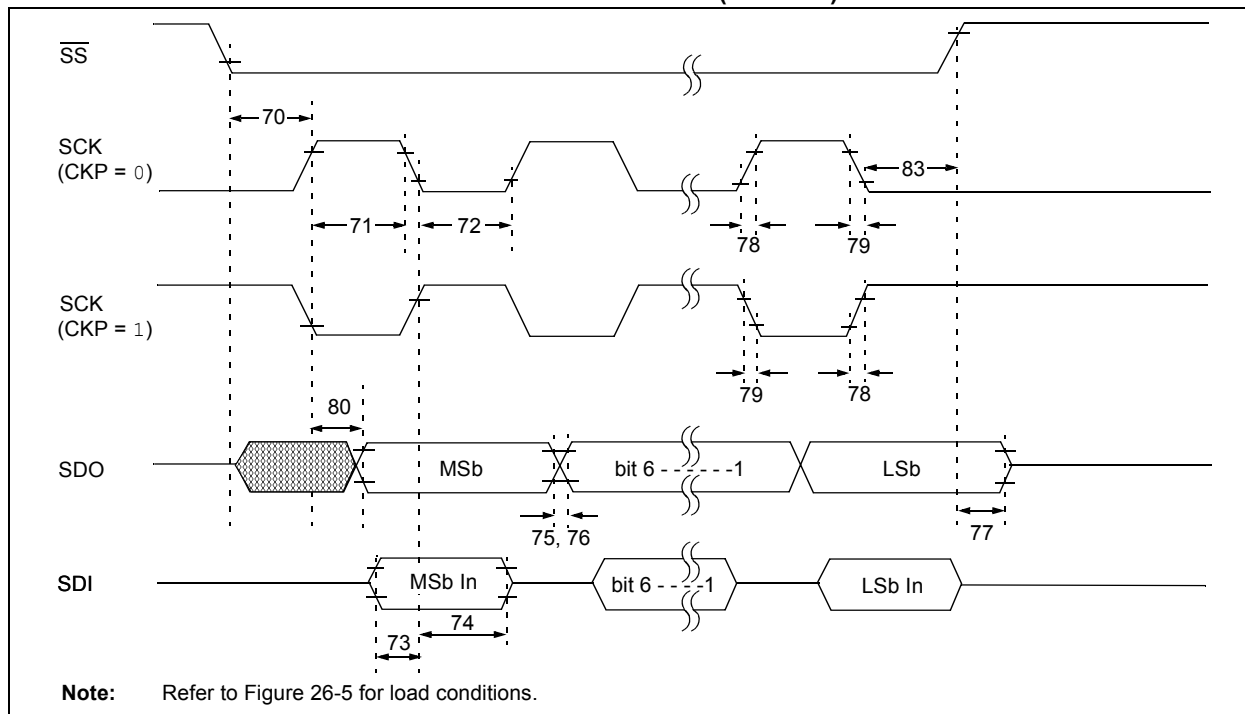 SS
70
SCK
(CKP = 0)
83
71
72
78
79
SCK
(CKP = 1)
79
78
80
SDO
MSb
bit 6 - - - - - -1
LSb
75, 76
77
SDI
MSb In
bit 6 - - - - -1
LSb In
74
73
Note: Refer to Figure 26-5 for load conditions.